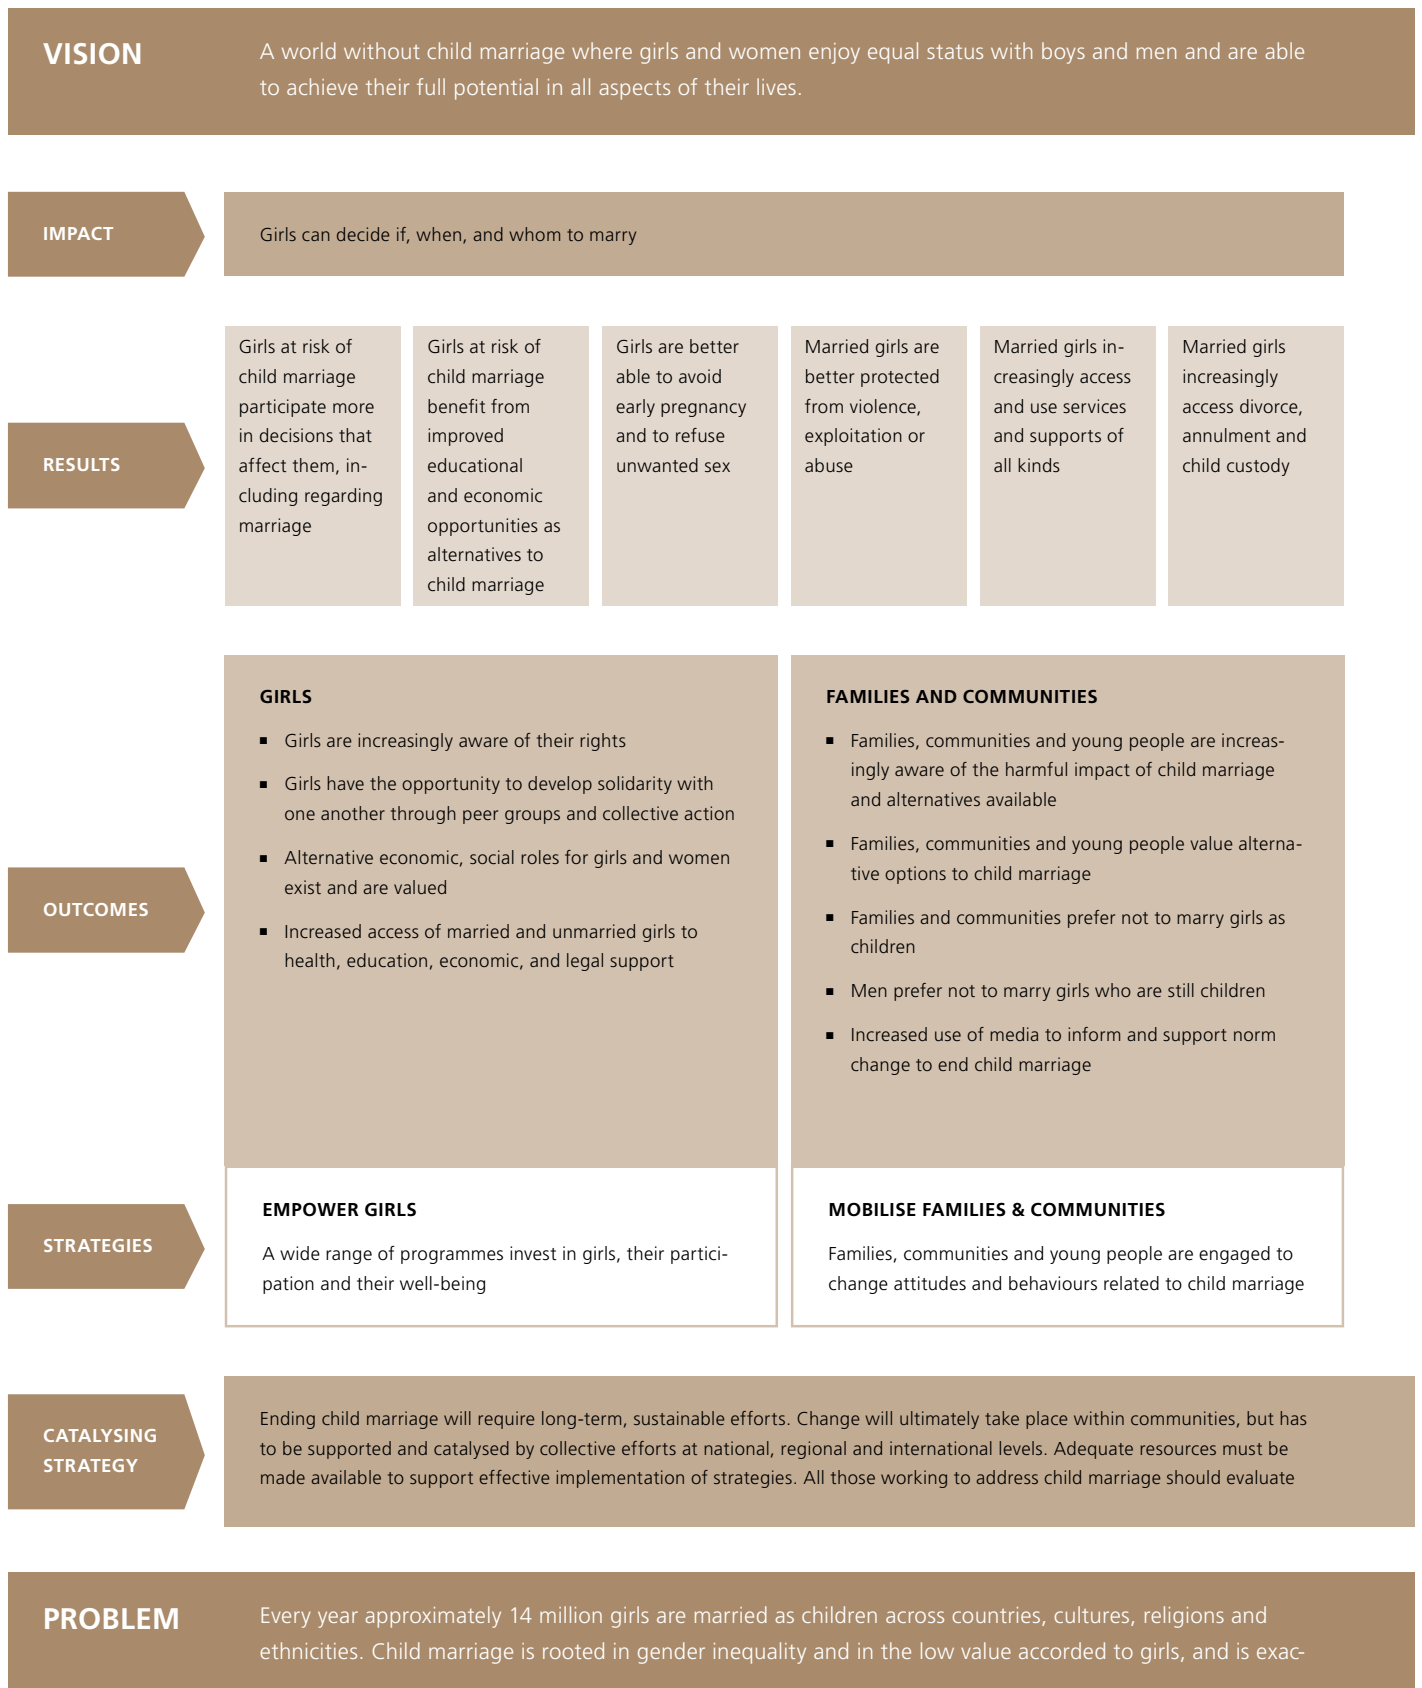 VISION
A world without child marriage where girls and women enjoy equal status with boys and men and are able
to achieve their full potential in all aspects of their lives.
IMPACT
Girls can decide if, when, and whom to marry
RESULTS
Girls at risk of
child marriage
participate more
in decisions that
affect them, in-
cluding regarding
marriage
Girls at risk of
child marriage
benefit from
improved
educational
and economic
opportunities as
alternatives to
child marriage
Girls are better
able to avoid
early pregnancy
and to refuse
unwanted sex
Married girls are
better protected
from violence,
exploitation or
abuse
Married girls in-
creasingly access
and use services
and supports of
all kinds
Married girls
increasingly
access divorce,
annulment and
child custody
OUTCOMES
GIRLS
▪ Girls are increasingly aware of their rights
▪ Girls have the opportunity to develop solidarity with
one another through peer groups and collective action
▪ Alternative economic, social roles for girls and women
exist and are valued
▪ Increased access of married and unmarried girls to
health, education, economic, and legal support
FAMILIES AND COMMUNITIES
▪ Families, communities and young people are increas-
ingly aware of the harmful impact of child marriage
and alternatives available
▪ Families, communities and young people value alterna-
tive options to child marriage
▪ Families and communities prefer not to marry girls as
children
▪ Men prefer not to marry girls who are still children
▪ Increased use of media to inform and support norm
change to end child marriage
STRATEGIES
EMPOWER GIRLS
A wide range of programmes invest in girls, their partici-
pation and their well-being
MOBILISE FAMILIES & COMMUNITIES
Families, communities and young people are engaged to
change attitudes and behaviours related to child marriage
CATALYSING
STRATEGY
Ending child marriage will require long-term, sustainable efforts. Change will ultimately take place within communities, but has
to be supported and catalysed by collective efforts at national, regional and international levels. Adequate resources must be
made available to support effective implementation of strategies. All those working to address child marriage should evaluate
PROBLEM
Every year approximately 14 million girls are married as children across countries, cultures, religions and
ethnicities. Child marriage is rooted in gender inequality and in the low value accorded to girls, and is exac-